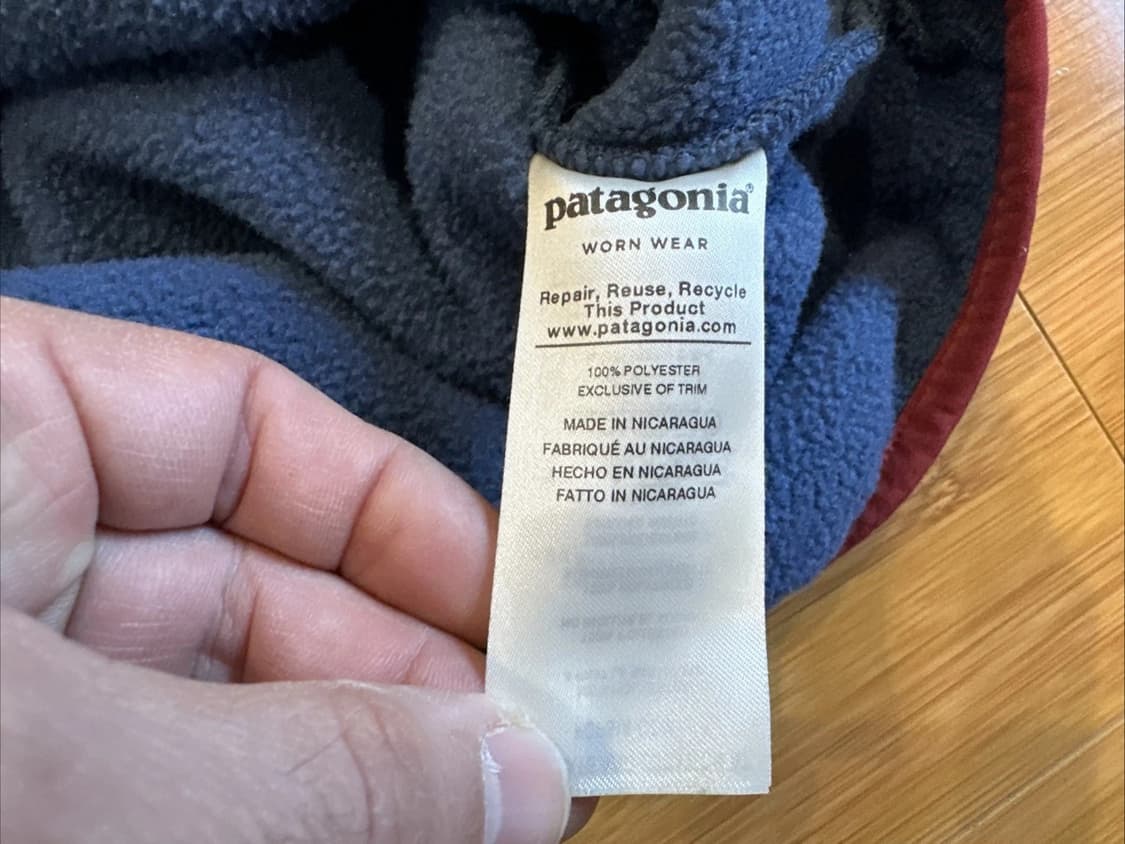 patagonia®
WORN WEAR
Repair, Reuse, Recycle
This Product
www.patagonia.com
100% POLYESTER
EXCLUSIVE OF TRIM
MADE IN NICARAGUA
FABRIQUÉ AU NICARAGUA
HECHO EN NICARAGUA
FATTO IN NICARAGUA